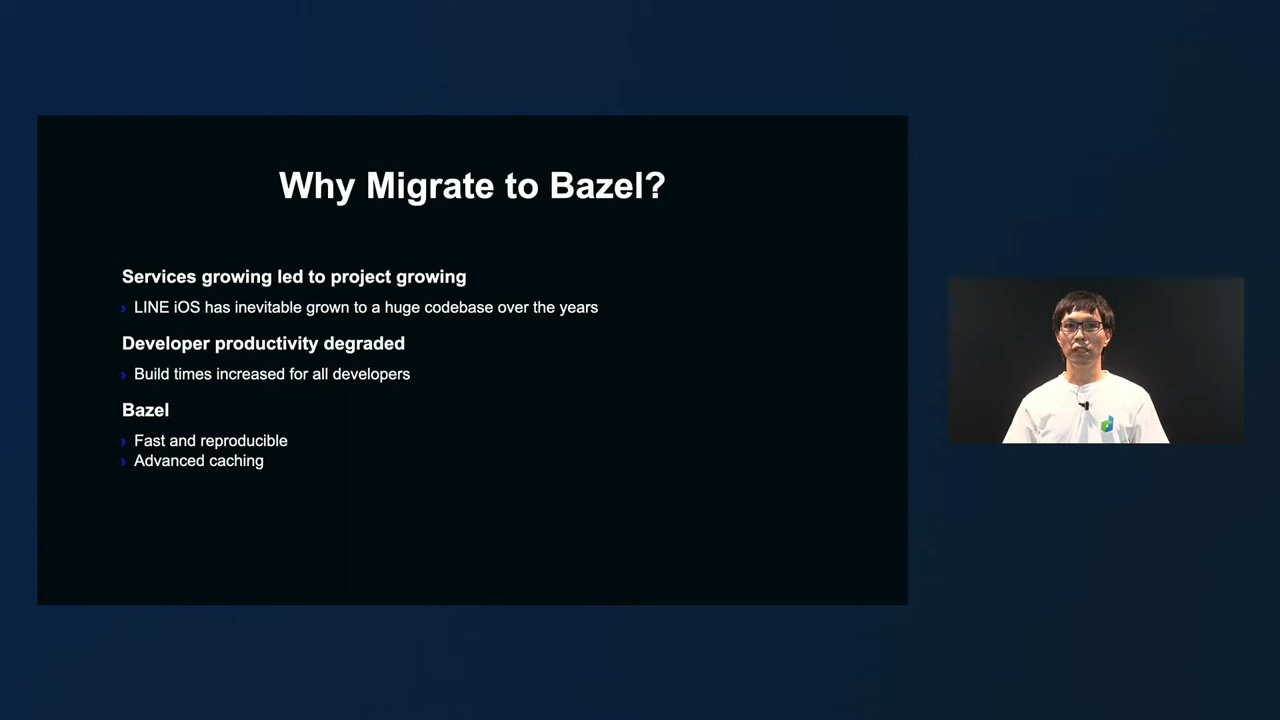 Why Migrate to Bazel?
Services growing led to project growing
› LINE iOS has inevitable grown to a huge codebase over the years
Developer productivity degraded
› Build times increased for all developers
Bazel
› Fast and reproducible
› Advanced caching